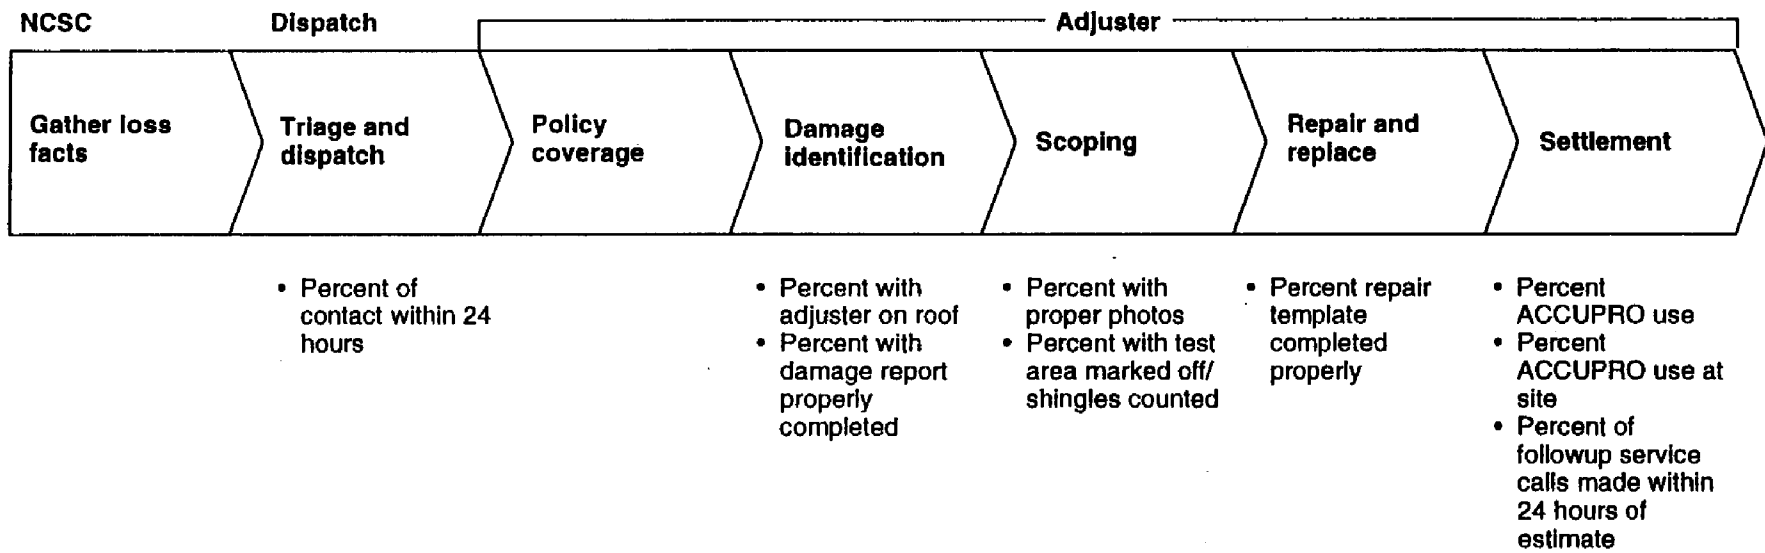 NCSC
Dispatch
Adjuster
Gather loss
facts
Triage and
dispatch
Policy
coverage
Damage
identification
Scoping
Repair and
replace
Settlement
• Percent of
contact within 24
hours
• Percent with
adjuster on roof
• Percent with
damage report
properly
completed
• Percent with
proper photos
• Percent with test
area marked off/
shingles counted
• Percent repair
template
completed
properly
• Percent
ACCUPRO use
• Percent
ACCUPRO use at
site
• Percent of
followup service
calls made within
24 hours of
estimate